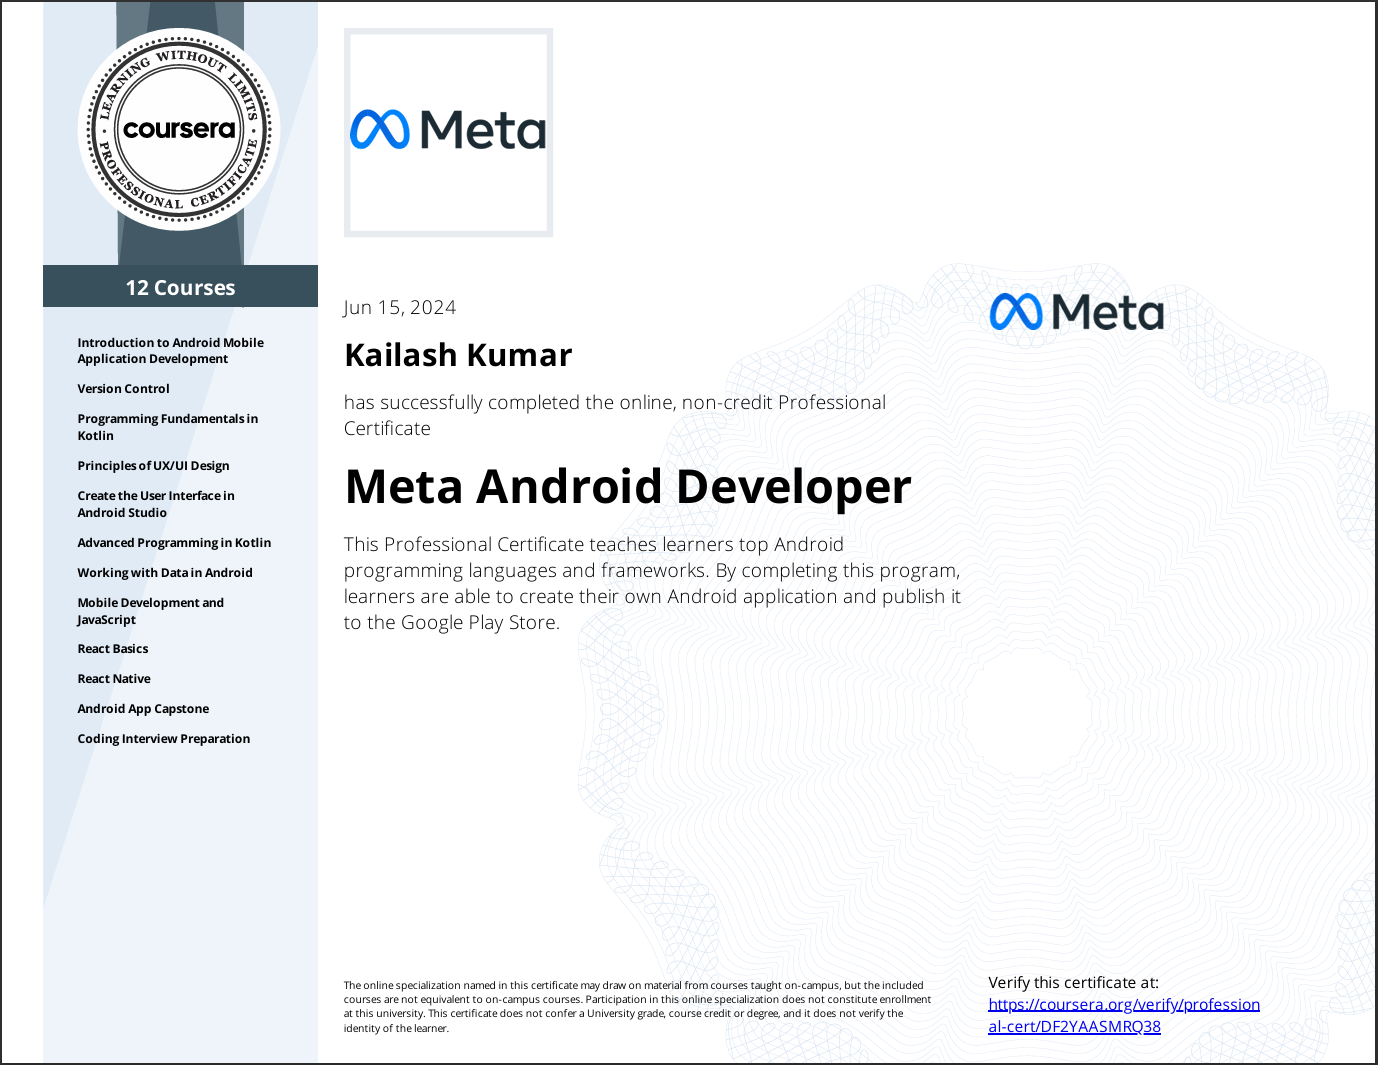 LEARNING WITHOUT LIMITS
coursera
PROFESSIONAL CERTIFICATE
12 Courses
Introduction to Android Mobile
Application Development
Version Control
Programming Fundamentals in
Kotlin
Principles of UX/UI Design
Create the User Interface in
Android Studio
Advanced Programming in Kotlin
Working with Data in Android
Mobile Development and
JavaScript
React Basics
React Native
Android App Capstone
Coding Interview Preparation
Meta
Jun 15, 2024
Kailash Kumar
has successfully completed the online, non-credit Professional
Certificate
Meta Android Developer
This Professional Certificate teaches learners top Android
programming languages and frameworks. By completing this program,
learners are able to create their own Android application and publish it
to the Google Play Store.
Meta
The online specialization named in this certificate may draw on material from courses taught on-campus, but the included
courses are not equivalent to on-campus courses. Participation in this online specialization does not constitute enrollment
at this university. This certificate does not confer a University grade, course credit or degree, and it does not verify the
identity of the learner.
Verify this certificate at:
https://coursera.org/verify/profession
al-cert/DF2YAASMRQ38